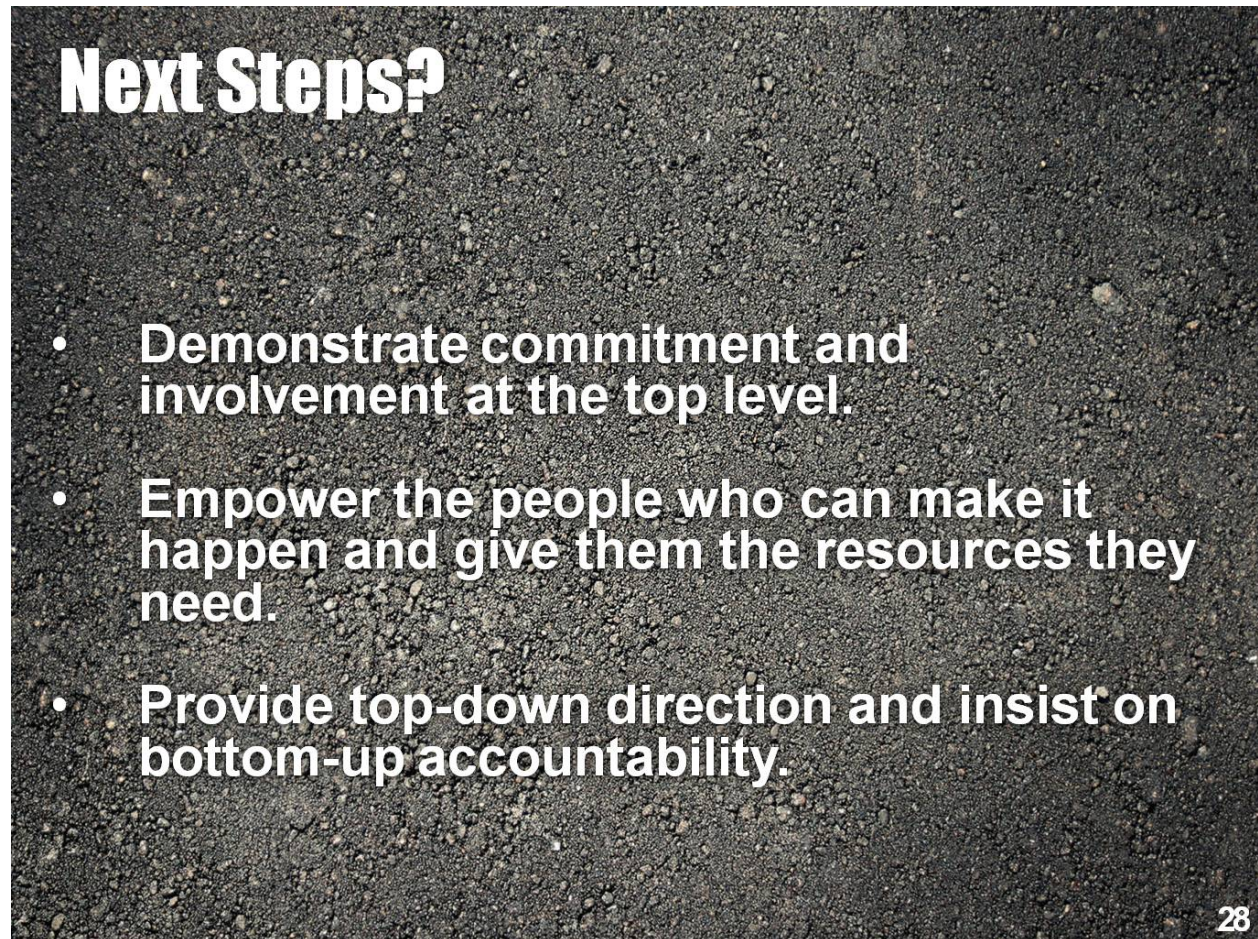 Next Steps?
• Demonstrate commitment and
involvement at the top level.
• Empower the people who can make it
happen and give them the resources they
need.
• Provide top-down direction and insist on
bottom-up accountability.
28